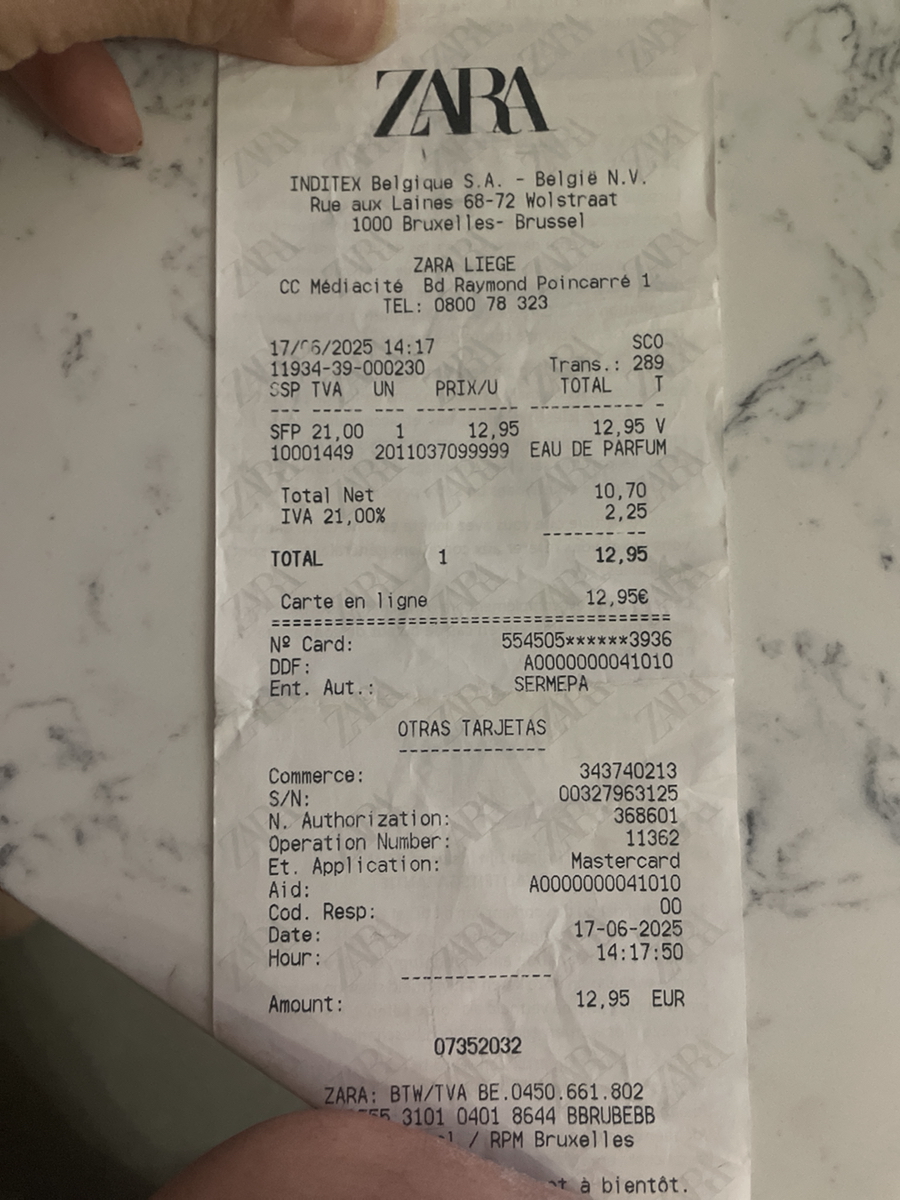 ZARA
INDITEX Belgique S.A. - België N.V.
Rue aux Laines 68-72 Wolstraat
1000 Bruxelles- Brussel
ZARA LIEGE
CC Médiacité Bd Raymond Poincarré 1
TEL: 0800 78 323
17/06/2025 14:17 SCO
11934-39-000230 Trans.: 289
SSP TVA UN PRIX/U TOTAL T
--- ----- --- ---------- ----------- -
SFP 21,00 1 12,95 12,95 V
10001449 2011037099999 EAU DE PARFUM
Total Net 10,70
IVA 21,00% 2,25
------- --
TOTAL 1 12,95
Carte en ligne 12,95€
=======================================
Nº Card: 554505******3936
DDF: A0000000041010
Ent. Aut.: SERMEPA
OTRAS TARJETAS
--------------
Commerce: 343740213
S/N: 00327963125
N. Authorization: 368601
Operation Number: 11362
Et. Application: Mastercard
Aid: A0000000041010
Cod. Resp: 00
Date: 17-06-2025
Hour: 14:17:50
--------------
Amount: 12,95 EUR
07352032
ZARA: BTW/TVA BE.0450.661.802
3101 0401 8644 BBRUBEBB
/ RPM Bruxelles
à bientôt.